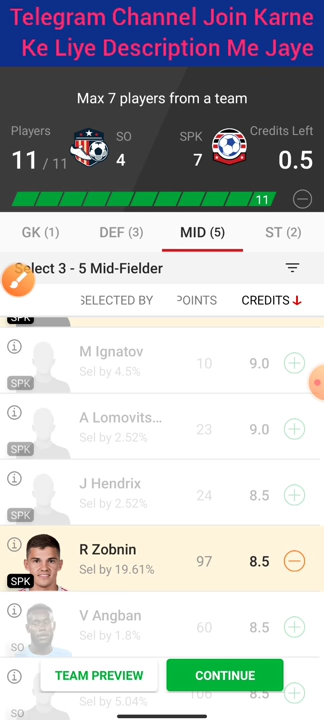 Telegram Channel Join Karne
Ke Liye Description Me Jaye
Max 7 players from a team
Players
11 / 11
SO
4
SPK
7
Credits Left
0.5
11
GK (1)
DEF (3)
MID (5)
ST (2)
Select 3 - 5 Mid-Fielder
SELECTED BY
POINTS
CREDITS
SPK
M Ignatov
Sel by 4.5%
10
9.0
SPK
A Lomovits...
Sel by 2.52%
23
9.0
SPK
J Hendrix
Sel by 2.52%
24
8.5
SPK
R Zobnin
Sel by 19.61%
97
8.5
SPK
V Angban
Sel by 1.8%
60
8.5
SO
TEAM PREVIEW
CONTINUE
Sel by 5.04%
106
8.5